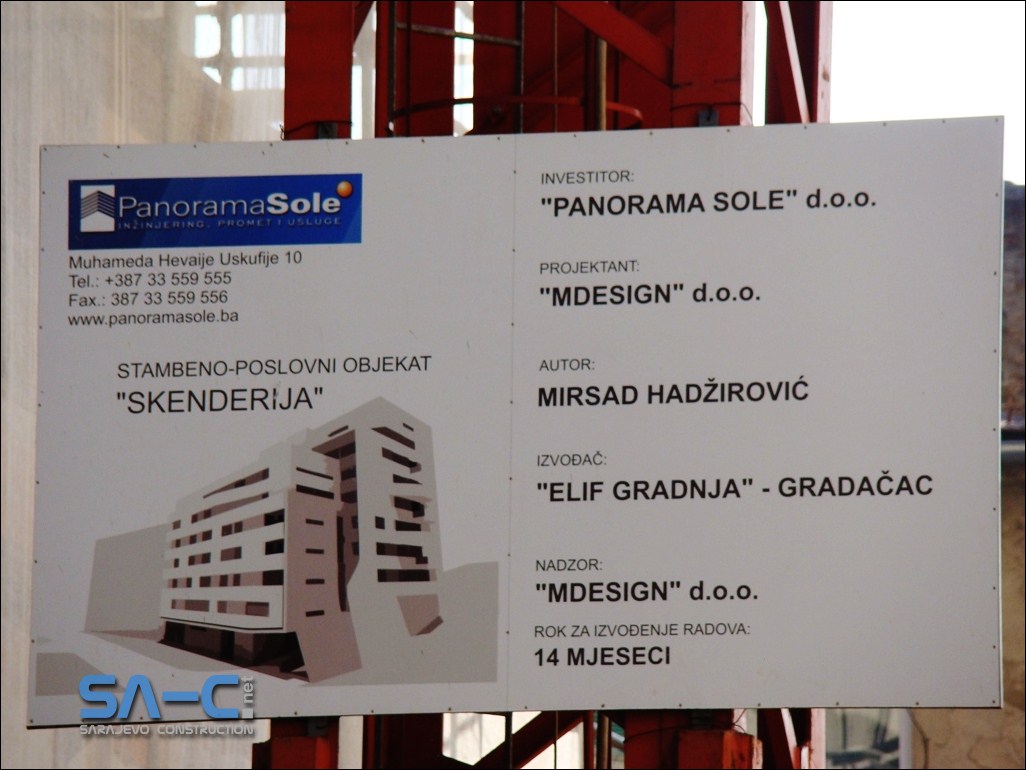 PanoramaSole
INŽINJERING, PROMET I USLUGE
Muhameda Hevaije Uskufije 10
Tel.: +387 33 559 555
Fax.: 387 33 559 556
www.panoramasole.ba
STAMBENO-POSLOVNI OBJEKAT
"SKENDERIJA"
INVESTITOR:
"PANORAMA SOLE" d.o.o.
PROJEKTANT:
"MDESIGN" d.o.o.
AUTOR:
MIRSAD HADŽIROVIĆ
IZVOĐAČ:
"ELIF GRADNJA" - GRADAČAC
NADZOR:
"MDESIGN" d.o.o.
ROK ZA IZVOĐENJE RADOVA:
14 MJESECI
SA-C.net
SARAJEVO CONSTRUCTION